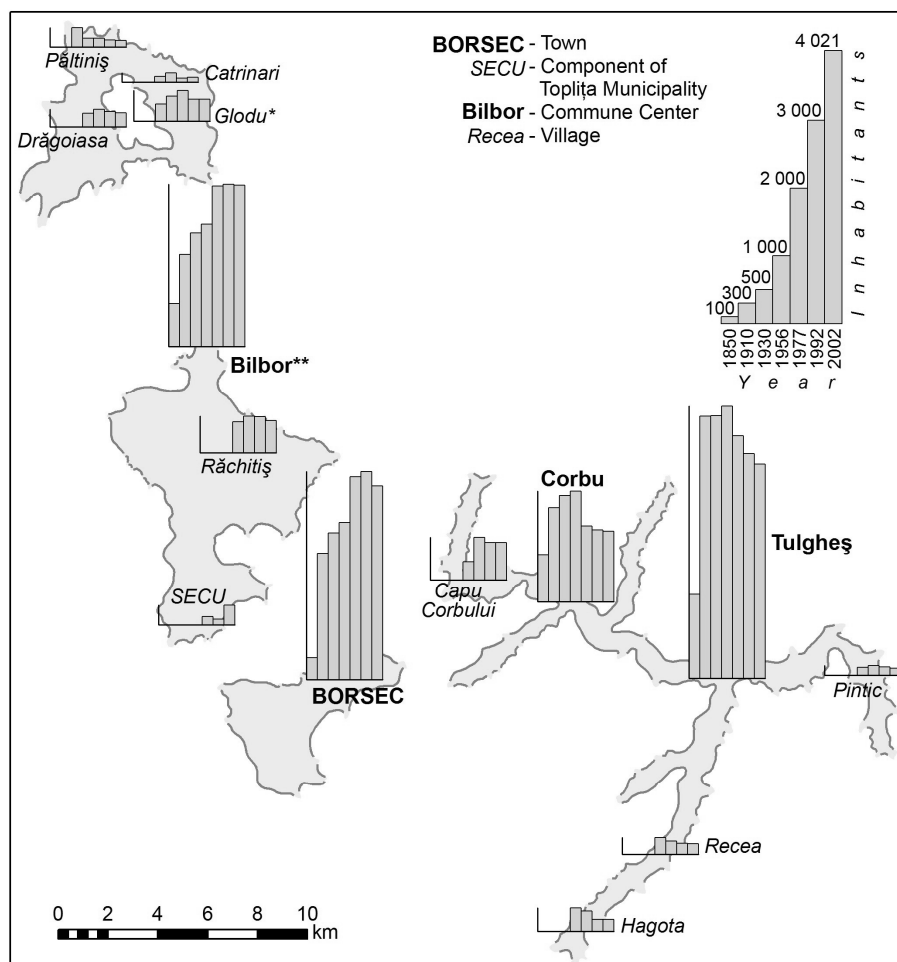 BORSEC - Town
SECU - Component of
Toplița Municipality
Bilbor - Commune Center
Recea - Village
4 021
3 000
2 000
1 000
500
300
100
Inhabitants
1850
1910
1930
1956
1977
1992
2002
Year
Păltiniş
Catrinari
Glodu*
Drăgoiasa
Bilbor**
Răchitiş
SECU
BORSEC
Capu
Corbului
Corbu
Tulgheş
Pintic
Recea
Hagota
0 2 4 6 8 10
km